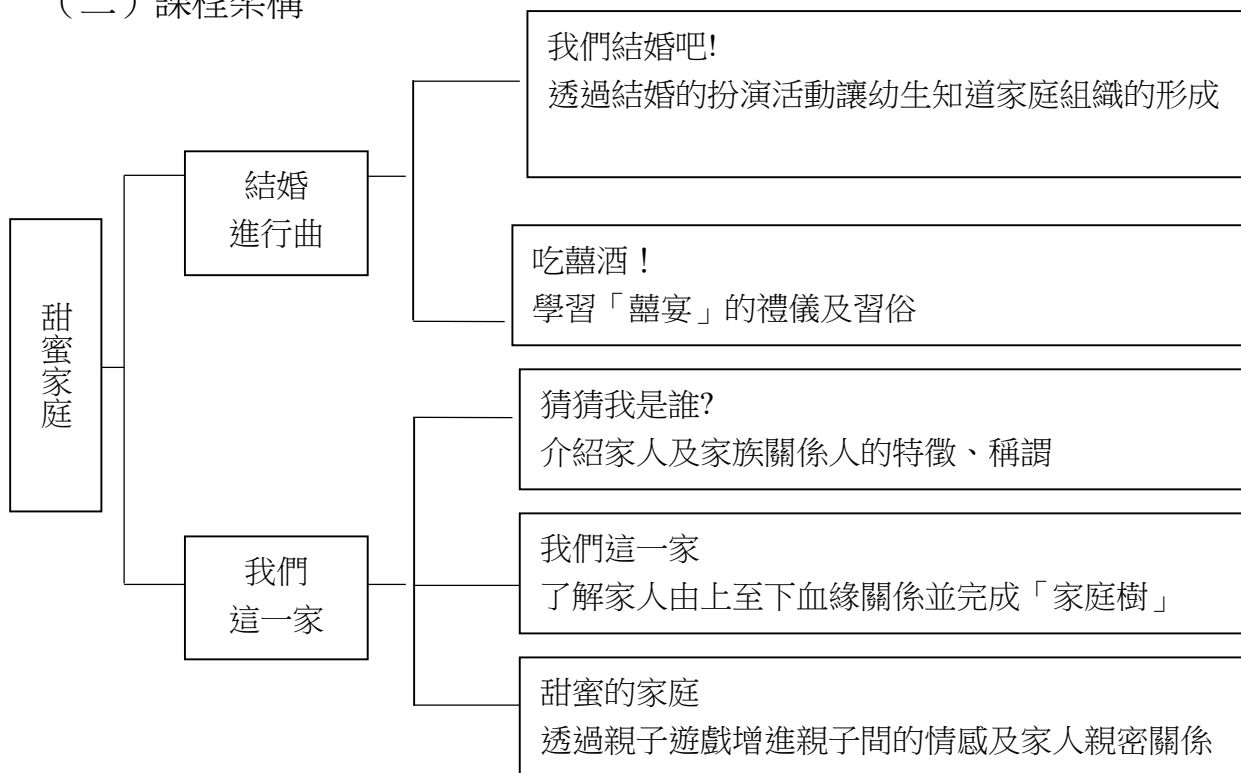 （二）課程架構
甜蜜家庭
結婚
進行曲
我們結婚吧!
透過結婚的扮演活動讓幼生知道家庭組織的形成
吃囍酒！
學習「囍宴」的禮儀及習俗
我們
這一家
猜猜我是誰?
介紹家人及家族關係人的特徵、稱謂
我們這一家
了解家人由上至下血緣關係並完成「家庭樹」
甜蜜的家庭
透過親子遊戲增進親子間的情感及家人親密關係